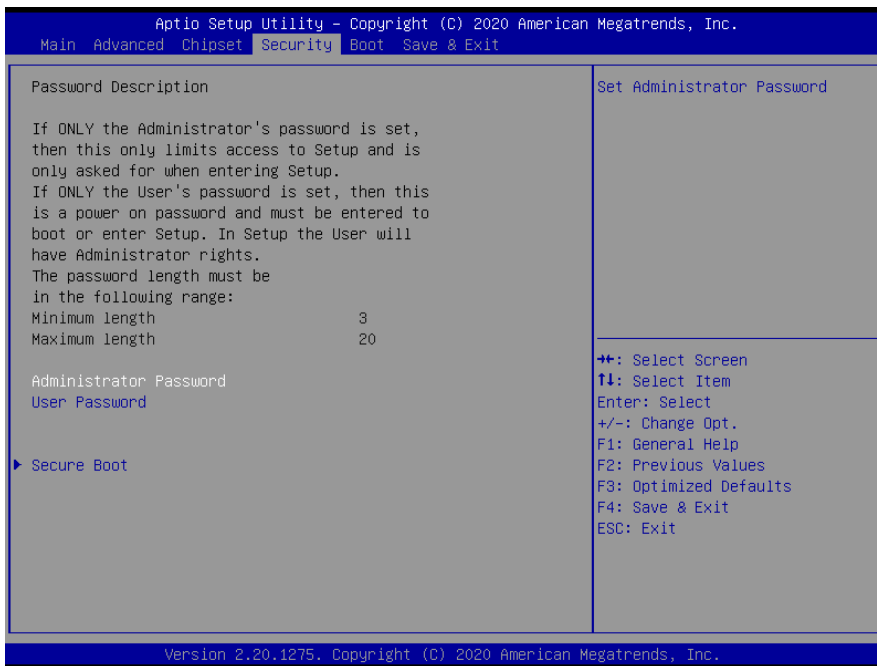 Aptio Setup Utility – Copyright (C) 2020 American Megatrends, Inc.
Main Advanced Chipset Security Boot Save & Exit
Password Description
If ONLY the Administrator's password is set,
then this only limits access to Setup and is
only asked for when entering Setup.
If ONLY the User's password is set, then this
is a power on password and must be entered to
boot or enter Setup. In Setup the User will
have Administrator rights.
The password length must be
in the following range:
Minimum length 3
Maximum length 20
Administrator Password
User Password
Secure Boot
Set Administrator Password
→←: Select Screen
↑↓: Select Item
Enter: Select
+/-: Change Opt.
F1: General Help
F2: Previous Values
F3: Optimized Defaults
F4: Save & Exit
ESC: Exit
Version 2.20.1275. Copyright (C) 2020 American Megatrends, Inc.